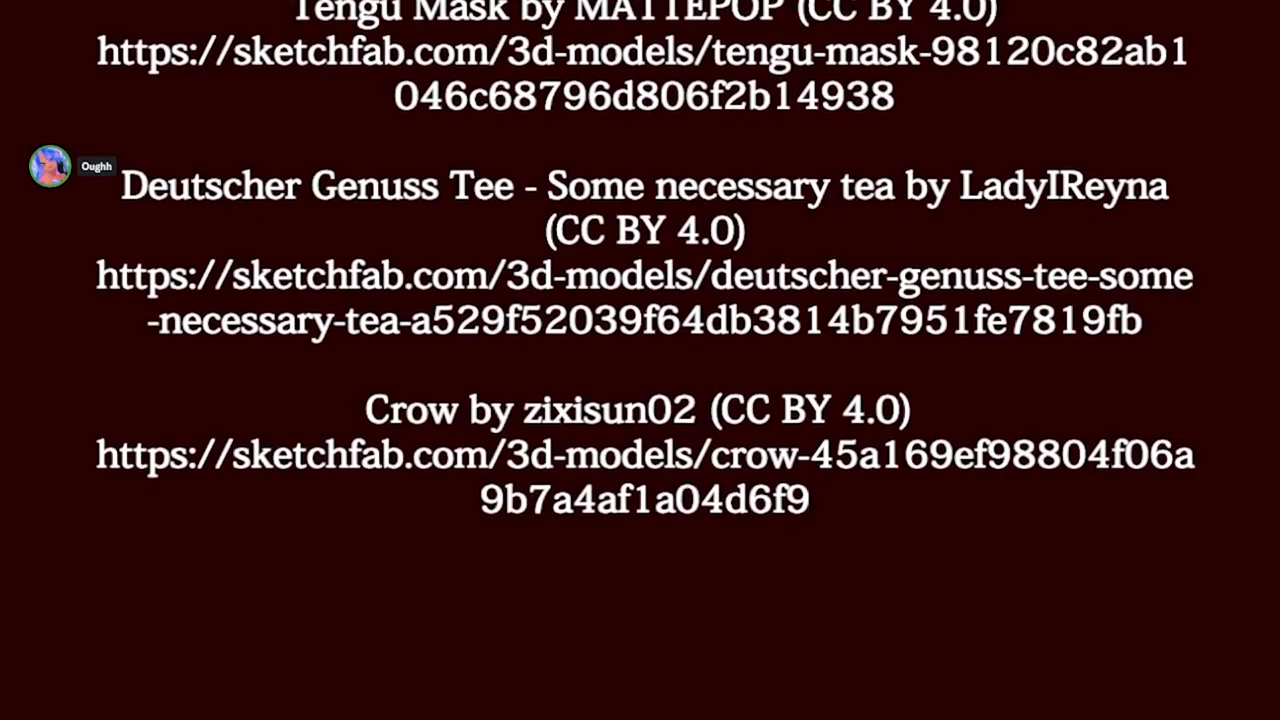 Tengu Mask by MATTEPOP (CC BY 4.0)
https://sketchfab.com/3d-models/tengu-mask-98120c82ab1
046c68796d806f2b14938
Oughh
Deutscher Genuss Tee - Some necessary tea by LadyIReyna
(CC BY 4.0)
https://sketchfab.com/3d-models/deutscher-genuss-tee-some
-necessary-tea-a529f52039f64db3814b7951fe7819fb
Crow by zixisun02 (CC BY 4.0)
https://sketchfab.com/3d-models/crow-45a169ef98804f06a
9b7a4af1a04d6f9